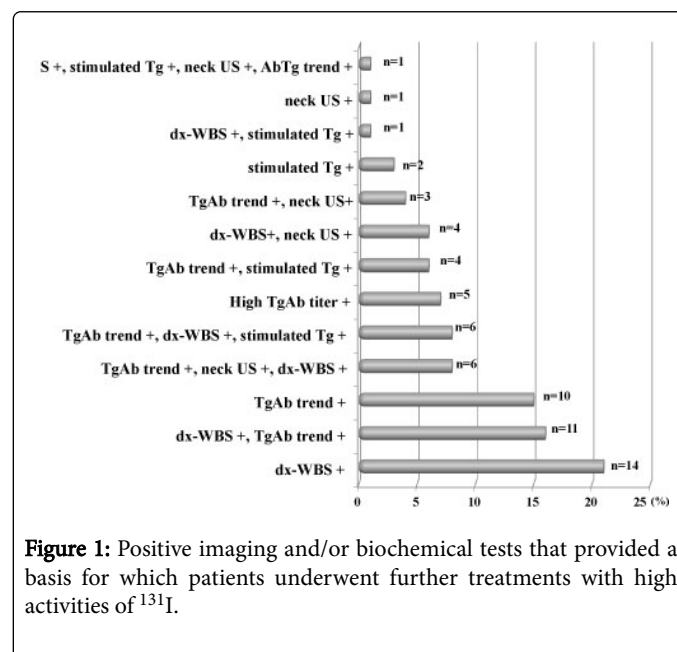 S +, stimulated Tg +, neck US +, AbTg trend + n=1
neck US + n=1
dx-WBS +, stimulated Tg + n=1
stimulated Tg + n=2
TgAb trend +, neck US+ n=3
dx-WBS+, neck US + n=4
TgAb trend +, stimulated Tg + n=4
High TgAb titer + n=5
TgAb trend +, dx-WBS +, stimulated Tg + n=6
TgAb trend +, neck US +, dx-WBS + n=6
TgAb trend + n=10
dx-WBS +, TgAb trend + n=11
dx-WBS + n=14
0 5 10 15 20 25 (%)
Figure 1: Positive imaging and/or biochemical tests that provided a
basis for which patients underwent further treatments with high
activities of ¹³¹I.